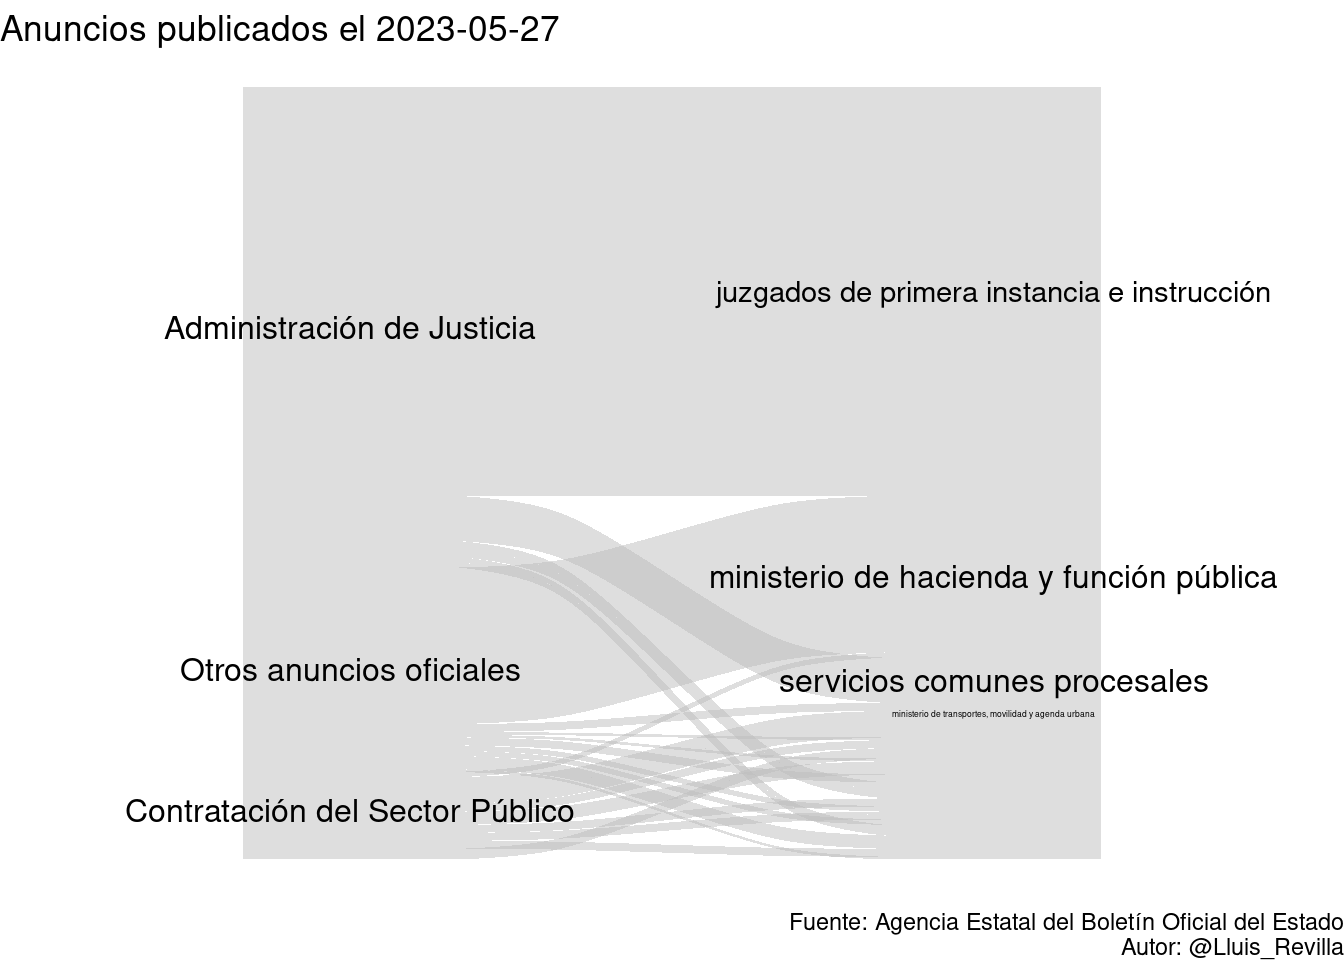 Anuncios publicados el 2023-05-27
juzgados de primera instancia e instrucción
Administración de Justicia
ministerio de hacienda y función pública
Otros anuncios oficiales
servicios comunes procesales
ministerio de transportes, movilidad y agenda urbana
Contratación del Sector Público
Fuente: Agencia Estatal del Boletín Oficial del Estado
Autor: @Lluis_Revilla